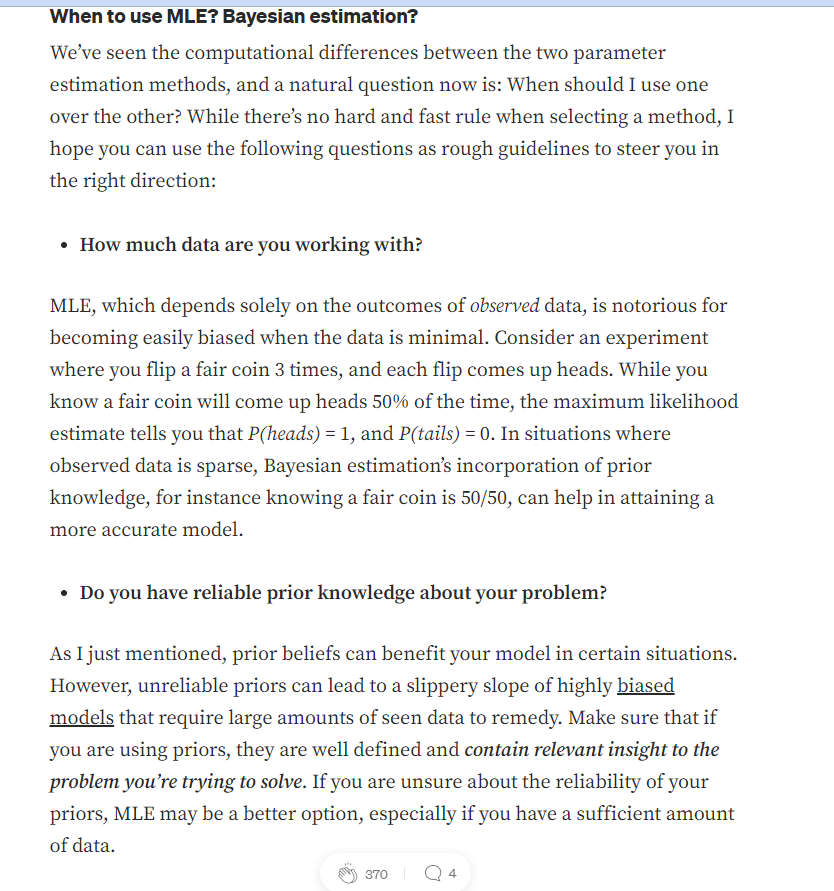 When to use MLE? Bayesian estimation?
We’ve seen the computational differences between the two parameter
estimation methods, and a natural question now is: When should I use one
over the other? While there’s no hard and fast rule when selecting a method, I
hope you can use the following questions as rough guidelines to steer you in
the right direction:
• How much data are you working with?
MLE, which depends solely on the outcomes of observed data, is notorious for
becoming easily biased when the data is minimal. Consider an experiment
where you flip a fair coin 3 times, and each flip comes up heads. While you
know a fair coin will come up heads 50% of the time, the maximum likelihood
estimate tells you that P(heads) = 1, and P(tails) = 0. In situations where
observed data is sparse, Bayesian estimation’s incorporation of prior
knowledge, for instance knowing a fair coin is 50/50, can help in attaining a
more accurate model.
• Do you have reliable prior knowledge about your problem?
As I just mentioned, prior beliefs can benefit your model in certain situations.
However, unreliable priors can lead to a slippery slope of highly biased
models that require large amounts of seen data to remedy. Make sure that if
you are using priors, they are well defined and contain relevant insight to the
problem you’re trying to solve. If you are unsure about the reliability of your
priors, MLE may be a better option, especially if you have a sufficient amount
of data.
370 4